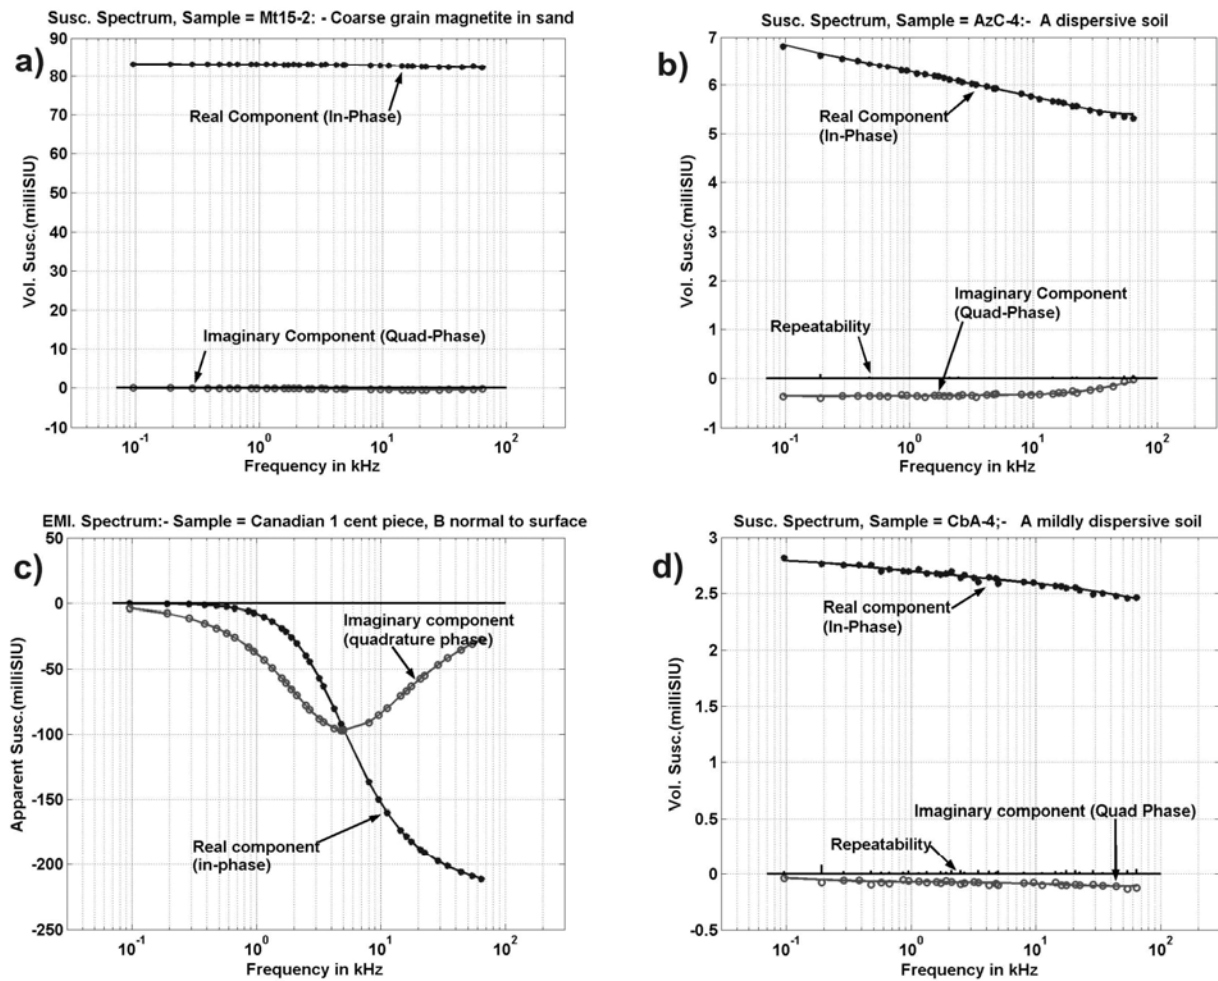 Susc. Spectrum, Sample = Mt15-2: - Coarse grain magnetite in sand
a)
90
80
70
60
50
40
30
20
10
0
-10
Vol. Susc.(milliSIU)
Real Component (In-Phase)
Imaginary Component (Quad-Phase)
10^-1
10^0
10^1
10^2
Frequency in kHz
Susc. Spectrum, Sample = AzC-4:- A dispersive soil
b)
7
6
5
4
3
2
1
0
-1
Vol. Susc.(milliSIU)
Real Component
(In-Phase)
Imaginary Component
(Quad-Phase)
Repeatability
10^-1
10^0
10^1
10^2
Frequency in kHz
EMI. Spectrum:- Sample = Canadian 1 cent piece, B normal to surface
c)
50
0
-50
-100
-150
-200
-250
Apparent Susc.(milliSIU)
Imaginary component
(quadrature phase)
Real component
(in-phase)
10^-1
10^0
10^1
10^2
Frequency in kHz
Susc. Spectrum, Sample = CbA-4;- A mildly dispersive soil
d)
3
2.5
2
1.5
1
0.5
0
-0.5
Vol. Susc.(milliSIU)
Real component
(In-Phase)
Imaginary component (Quad Phase)
Repeatability
10^-1
10^0
10^1
10^2
Frequency in kHz